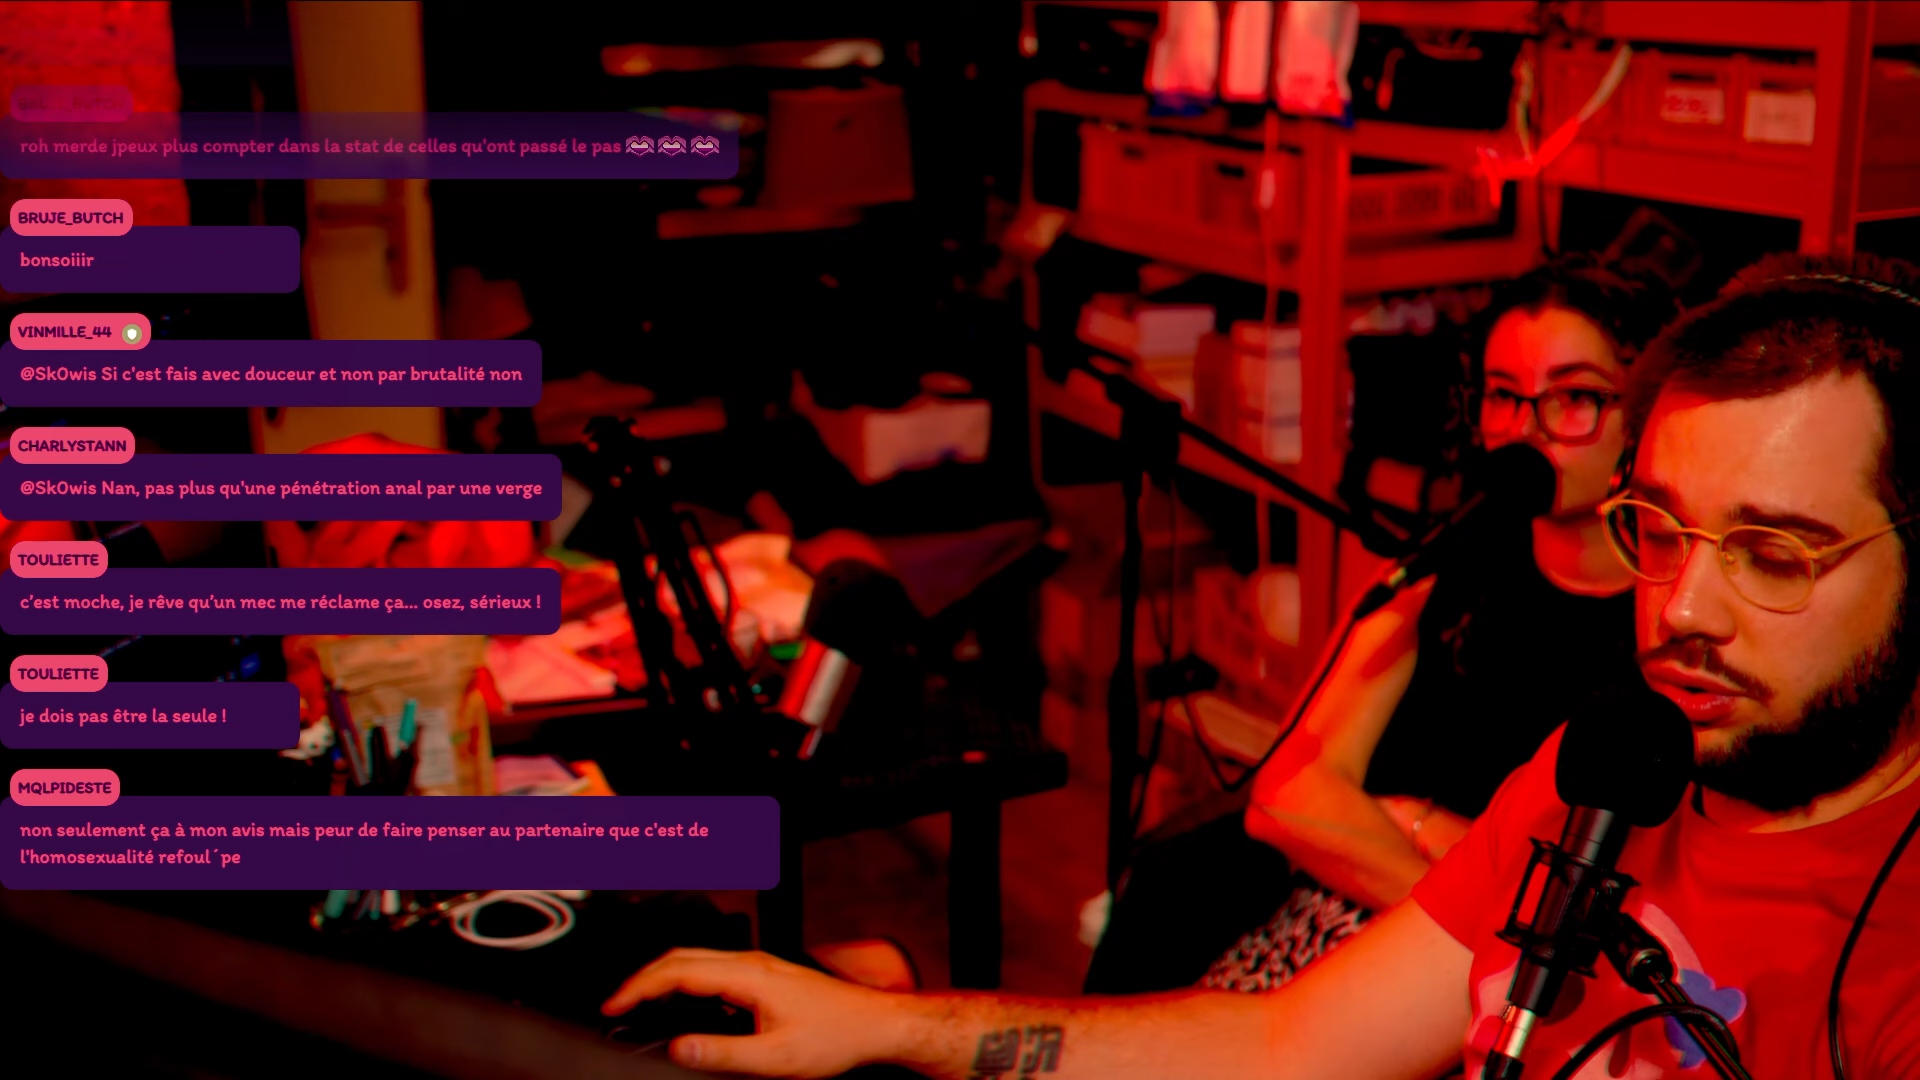 roh merde jpeux plus compter dans la stat de celles qu'ont passé le pas
BRUJE_BUTCH
bonsoiiir
VINMILLE_44
@Sk0wis Si c'est fais avec douceur et non par brutalité non
CHARLYSTANN
@Sk0wis Nan, pas plus qu'une pénétration anal par une verge
TOULIETTE
c’est moche, je rêve qu’un mec me réclame ça... osez, sérieux !
TOULIETTE
je dois pas être la seule !
MQLPIDESTE
non seulement ça à mon avis mais peur de faire penser au partenaire que c'est de
l'homosexualité refoul´pe